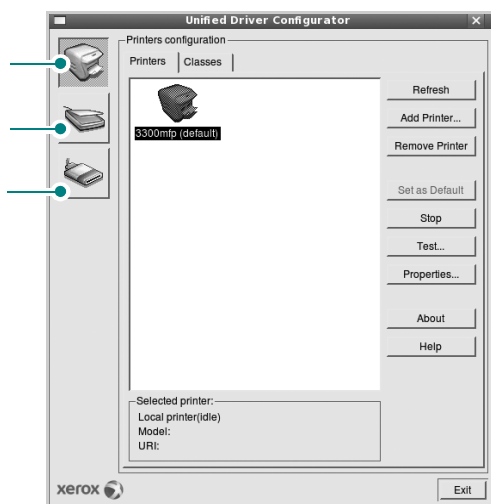 Unified Driver Configurator
Printers configuration
Printers
Classes
3300mfp (default)
Refresh
Add Printer...
Remove Printer
Set as Default
Stop
Test...
Properties...
About
Help
Selected printer:
Local printer(idle)
Model:
URI:
xerox
Exit